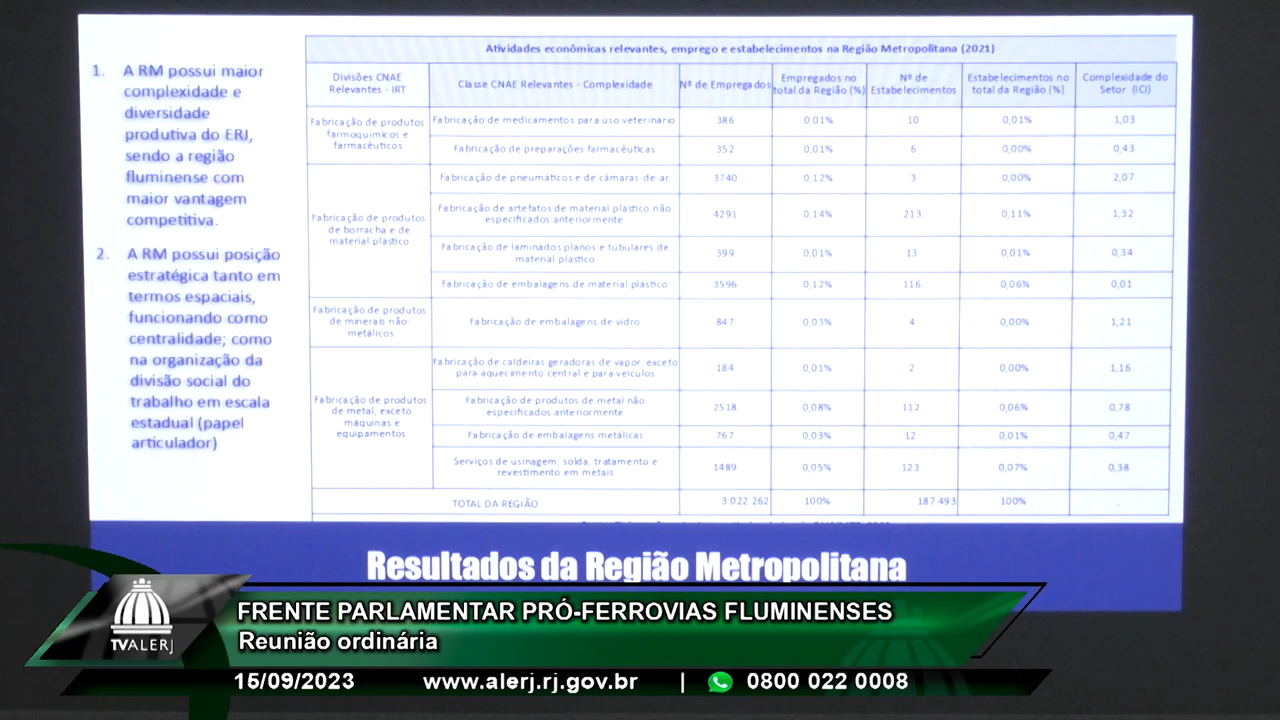 1. A RM possui maior
complexidade e
diversidade
produtiva do ERJ,
sendo a região
fluminense com
maior vantagem
competitiva.
2. A RM possui posição
estratégica tanto em
termos espaciais,
funcionando como
centralidade; como
na organização da
divisão social do
trabalho em escala
estadual (papel
articulador)
Atividades econômicas relevantes, emprego e estabelecimentos na Região Metropolitana (2021)
Divisões CNAE
Relevantes - IRT
Classe CNAE Relevantes - Complexidade
Nº de Empregados
Empregados no
total da Região (%)
Nº de
Estabelecimentos
Estabelecimentos no
total da Região (%)
Complexidade do
Setor (ICI)
Fabricação de produtos
farmoquímicos e
farmacêuticos
Fabricação de medicamentos para uso veterinário 386 0,01% 10 0,01% 1,03
Fabricação de preparações farmacêuticas 352 0,01% 6 0,00% 0,43
Fabricação de produtos
de borracha e de
material plástico
Fabricação de pneumáticos e de câmaras-de-ar 3740 0,12% 3 0,00% 2,07
Fabricação de artefatos de material plástico não
especificados anteriormente
4291 0,14% 213 0,11% 1,32
Fabricação de laminados planos e tubulares de
material plástico
399 0,01% 13 0,01% 0,34
Fabricação de embalagens de material plástico 3596 0,12% 116 0,06% 0,01
Fabricação de produtos
de minerais não-
metálicos
Fabricação de embalagens de vidro 847 0,03% 4 0,00% 1,21
Fabricação de produtos
de metal, exceto
máquinas e
equipamentos
Fabricação de caldeiras geradoras de vapor, exceto
para aquecimento central e para veículos
184 0,01% 2 0,00% 1,16
Fabricação de produtos de metal não
especificados anteriormente
2518 0,08% 112 0,06% 0,78
Fabricação de embalagens metálicas 767 0,03% 12 0,01% 0,47
Serviços de usinagem, solda, tratamento e
revestimento em metais
1489 0,05% 123 0,07% 0,38
TOTAL DA REGIÃO 3.022.262 100% 187.493 100% -
Resultados da Região Metropolitana
FRENTE PARLAMENTAR PRÓ-FERROVIAS FLUMINENSES
Reunião ordinária
TVALERJ
15/09/2023 www.alerj.rj.gov.br | 0800 022 0008